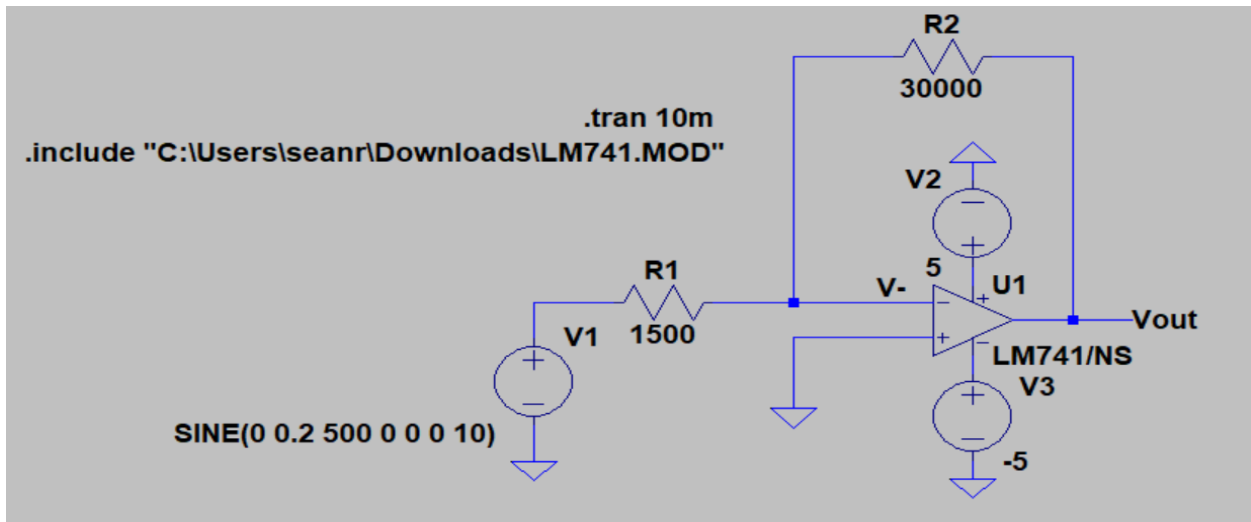 R2
30000
.tran 10m
.include "C:\Users\seanr\Downloads\LM741.MOD"
V2
5
R1
1500
V-
U1
V1
Vout
LM741/NS
V3
SINE(0 0.2 500 0 0 0 10)
-5